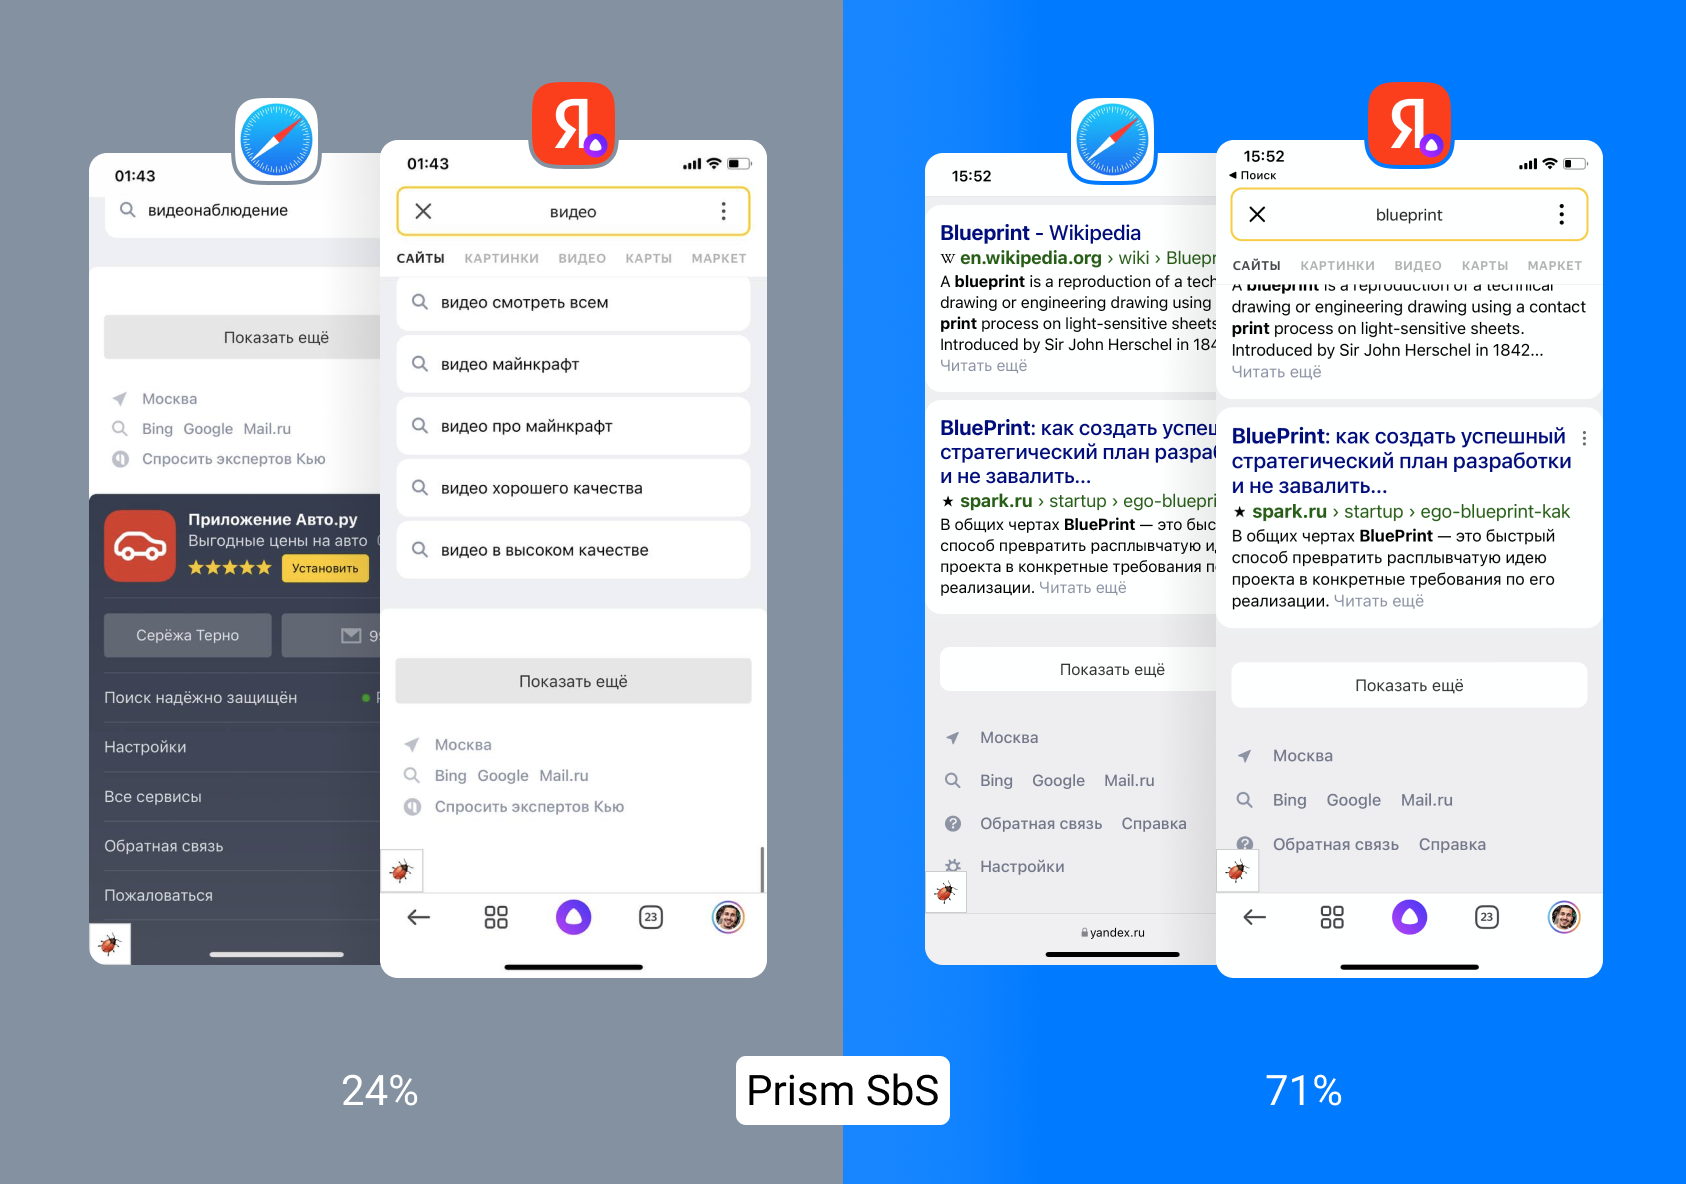 01:43
видеонаблюдение
Показать ещё
Москва
Bing Google Mail.ru
Спросить экспертов Кью
Приложение Авто.ру
Выгодные цены на авто
Установить
Серёжа Терно
Поиск надёжно защищён
Настройки
Все сервисы
Обратная связь
Пожаловаться
Я
01:43
видео
САЙТЫ КАРТИНКИ ВИДЕО КАРТЫ МАРКЕТ
видео смотреть всем
видео майнкрафт
видео про майнкрафт
видео хорошего качества
видео в высоком качестве
Показать ещё
Москва
Bing Google Mail.ru
Спросить экспертов Кью
23
24%
Prism SbS
15:52
Blueprint - Wikipedia
W en.wikipedia.org › wiki › Bluepr
A blueprint is a reproduction of a tech
drawing or engineering drawing using
print process on light-sensitive sheets
Introduced by Sir John Herschel in 184
Читать ещё
BluePrint: как создать успеш
стратегический план разраб
и не завалить...
spark.ru › startup › ego-bluepri
В общих чертах BluePrint — это быс
способ превратить расплывчатую и
проекта в конкретные требования п
реализации. Читать ещё
Показать ещё
Москва
Bing Google Mail.ru
Обратная связь Справка
Настройки
yandex.ru
Я
15:52
Поиск
blueprint
САЙТЫ КАРТИНКИ ВИДЕО КАРТЫ МАРКЕТ
A blueprint is a reproduction of a technical
drawing or engineering drawing using a contact
print process on light-sensitive sheets.
Introduced by Sir John Herschel in 1842...
Читать ещё
BluePrint: как создать успешный
стратегический план разработки
и не завалить...
spark.ru › startup › ego-blueprint-kak
В общих чертах BluePrint — это быстрый
способ превратить расплывчатую идею
проекта в конкретные требования по его
реализации. Читать ещё
Показать ещё
Москва
Bing Google Mail.ru
Обратная связь Справка
23
71%